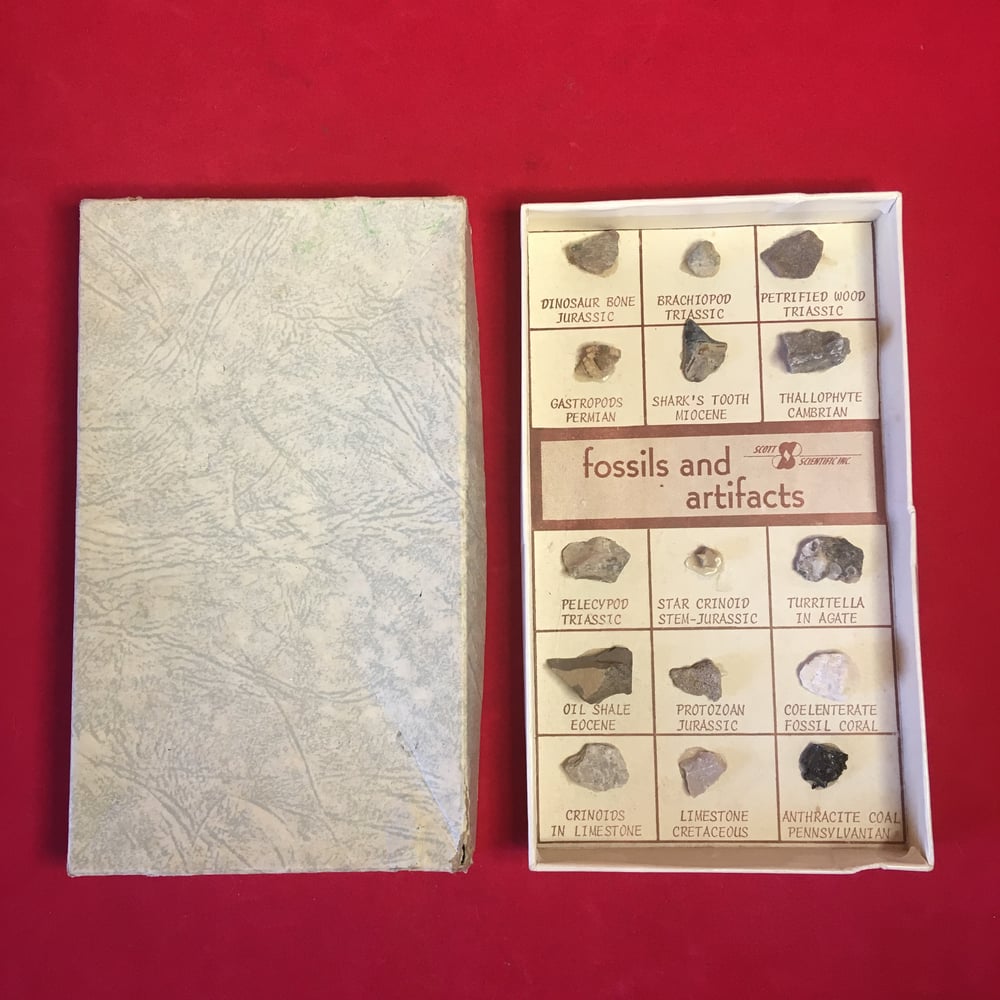 DINOSAUR BONE
JURASSIC
BRACHIOPOD
TRIASSIC
PETRIFIED WOOD
TRIASSIC
GASTROPODS
PERMIAN
SHARK'S TOOTH
MIOCENE
THALLOPHYTE
CAMBRIAN
fossils and
artifacts
SCOTT
SCIENTIFIC INC.
PELECYPOD
TRIASSIC
STAR CRINOID
STEM-JURASSIC
TURRITELLA
IN AGATE
OIL SHALE
EOCENE
PROTOZOAN
JURASSIC
COELENTERATE
FOSSIL CORAL
CRINOIDS
IN LIMESTONE
LIMESTONE
CRETACEOUS
ANTHRACITE COAL
PENNSYLVANIAN